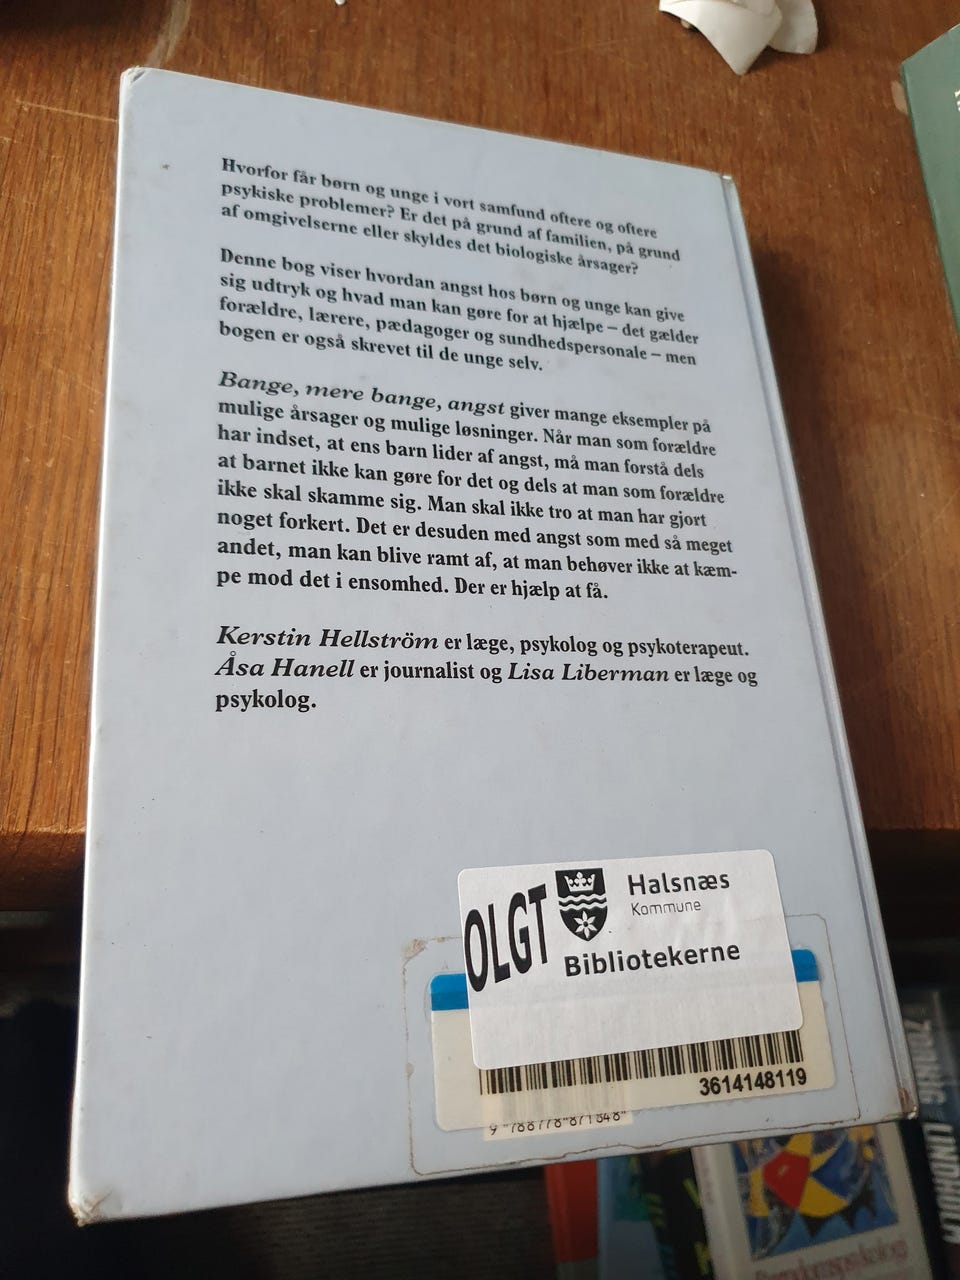 Hvorfor får børn og unge i vort samfund oftere og oftere
psykiske problemer? Er det på grund af familien, på grund
af omgivelserne eller skyldes det biologiske årsager?
Denne bog viser hvordan angst hos børn og unge kan give
sig udtryk og hvad man kan gøre for at hjælpe – det gælder
forældre, lærere, pædagoger og sundhedspersonale – men
bogen er også skrevet til de unge selv.
Bange, mere bange, angst giver mange eksempler på
mulige årsager og mulige løsninger. Når man som forældre
har indset, at ens barn lider af angst, må man forstå dels
at barnet ikke kan gøre for det og dels at man som forældre
ikke skal skamme sig. Man skal ikke tro at man har gjort
noget forkert. Det er desuden med angst som med så meget
andet, man kan blive ramt af, at man behøver ikke at kæm-
pe mod det i ensomhed. Der er hjælp at få.
Kerstin Hellström er læge, psykolog og psykoterapeut.
Åsa Hanell er journalist og Lisa Liberman er læge og
psykolog.
OLGT
Halsnæs
Kommune
Bibliotekerne
3614148119
9 788778 871848